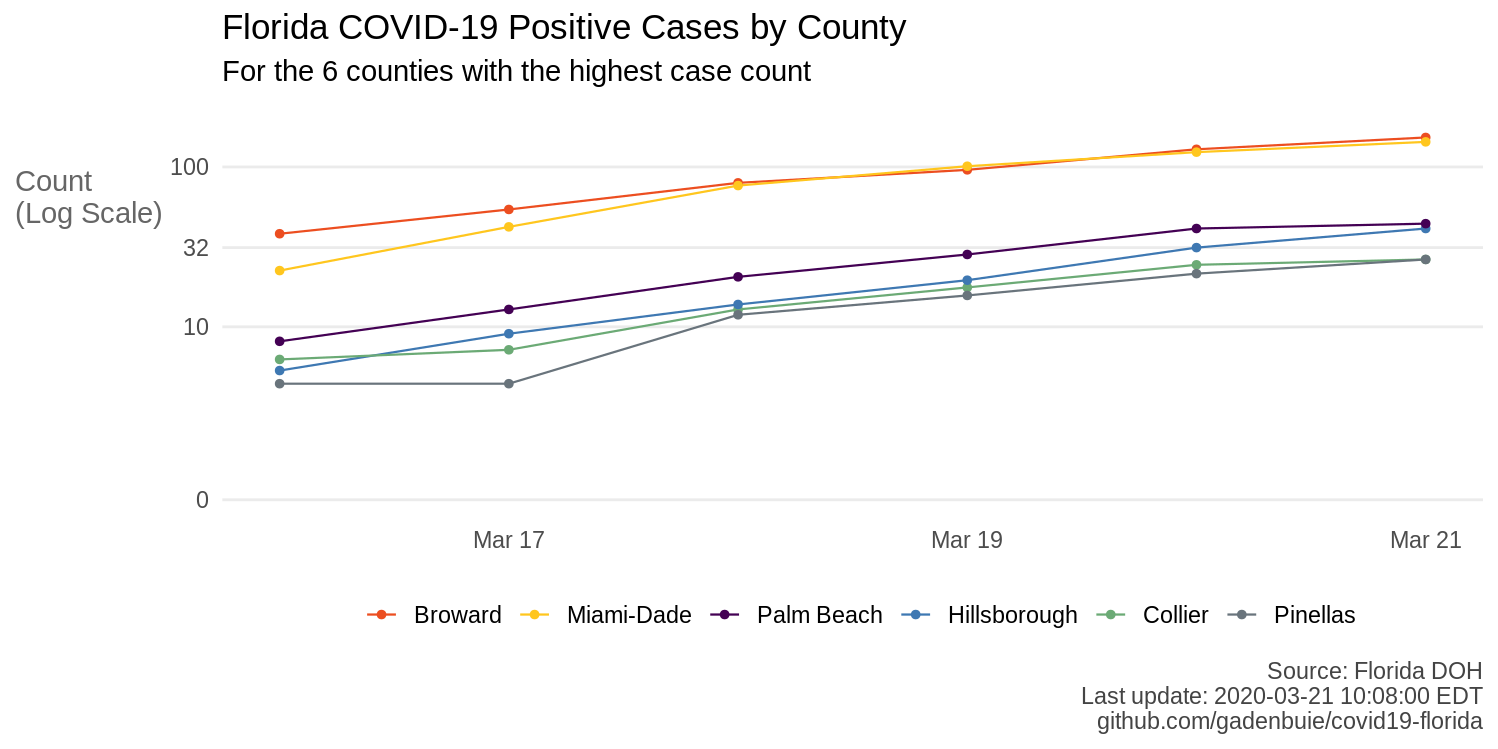 Florida COVID-19 Positive Cases by County
For the 6 counties with the highest case count
Count
(Log Scale)
100
32
10
0
Mar 17 Mar 19 Mar 21
Broward Miami-Dade Palm Beach Hillsborough Collier Pinellas
Source: Florida DOH
Last update: 2020-03-21 10:08:00 EDT
github.com/gadenbuie/covid19-florida